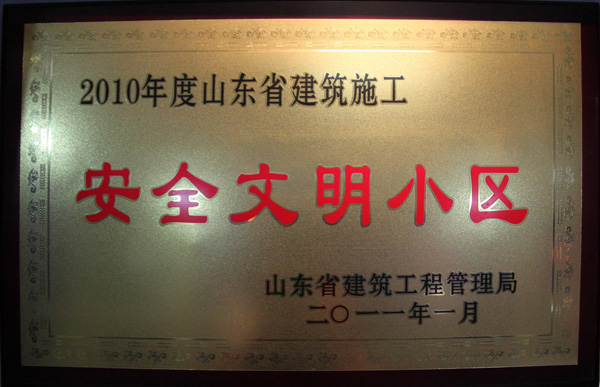 2010年度山东省建筑施工
安全文明小区
山东省建筑工程管理局
二〇一一年一月